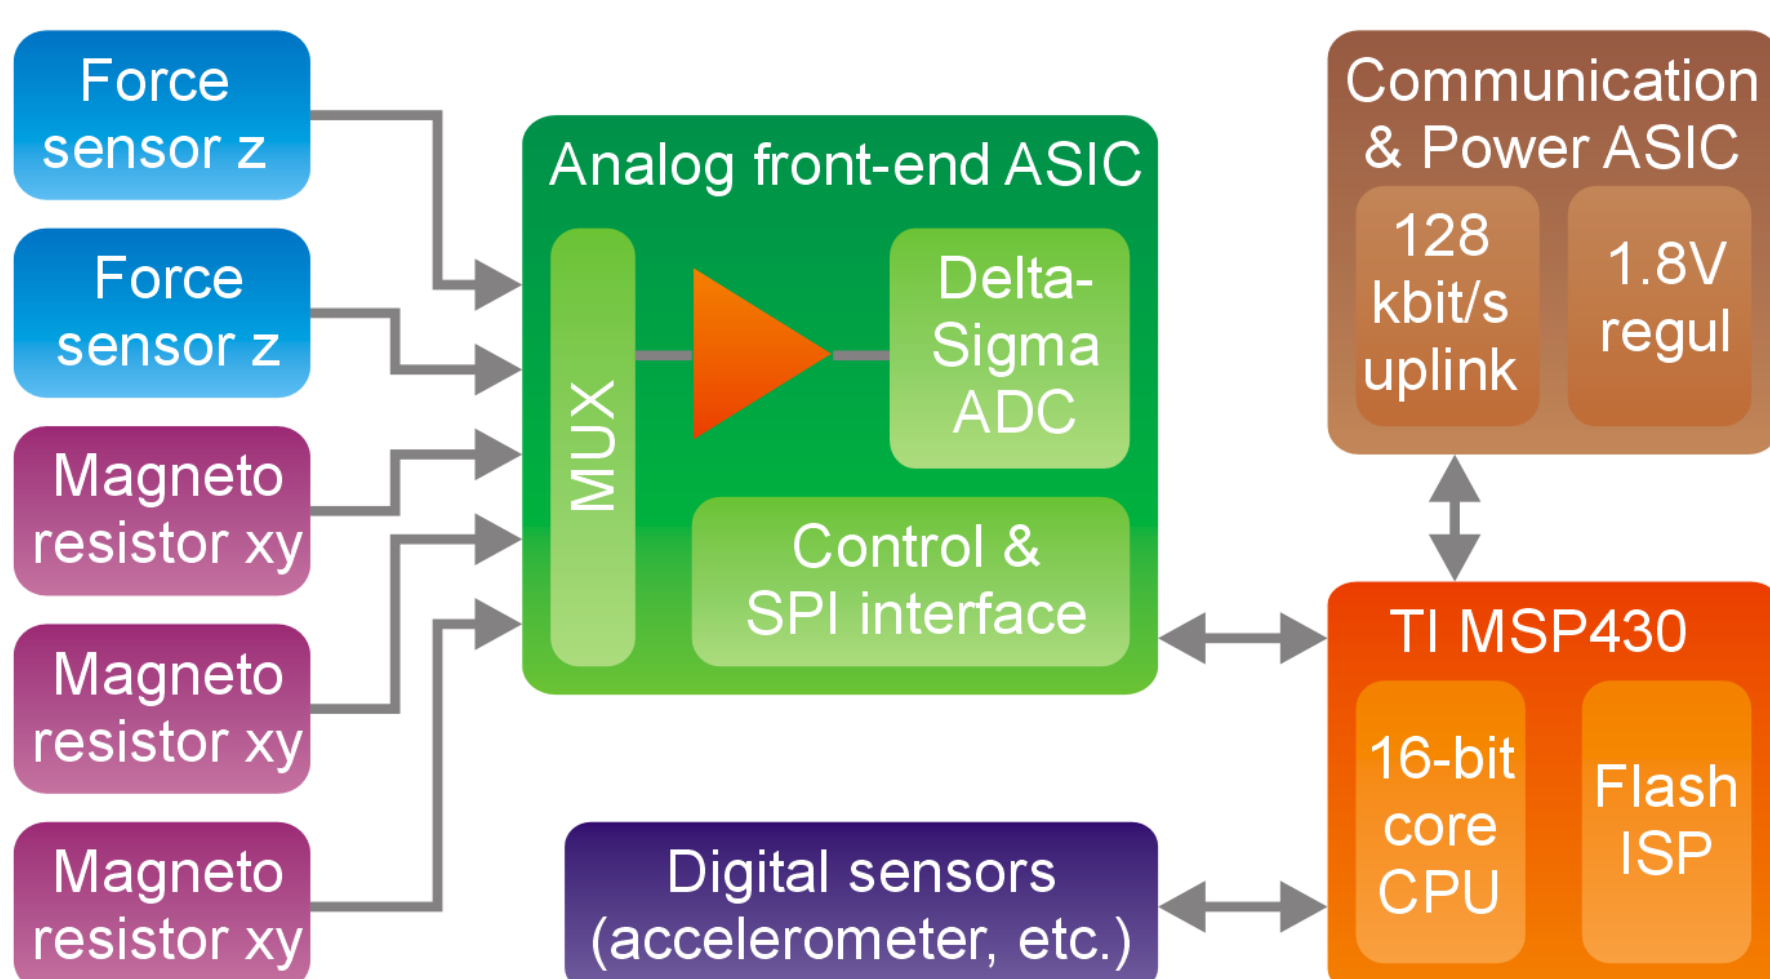 Force
sensor z
Force
sensor z
Magneto
resistor xy
Magneto
resistor xy
Magneto
resistor xy
Analog front-end ASIC
MUX
Delta-
Sigma
ADC
Control &
SPI interface
Digital sensors
(accelerometer, etc.)
Communication
& Power ASIC
128
kbit/s
uplink
1.8V
regul
TI MSP430
16-bit
core
CPU
Flash
ISP